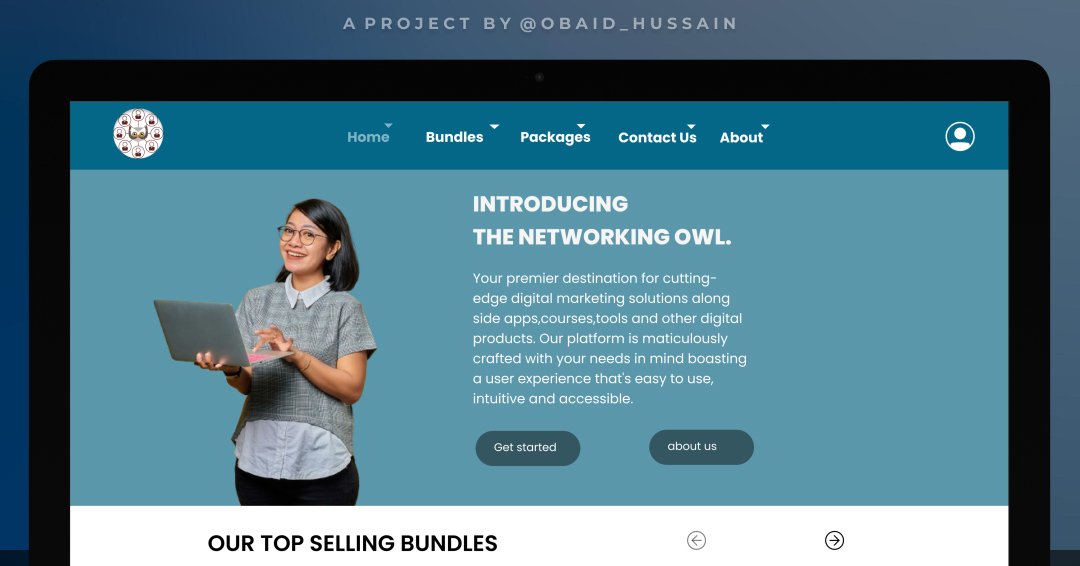 A PROJECT BY @OBAID_HUSSAIN
Home Bundles Packages Contact Us About
INTRODUCING
THE NETWORKING OWL.
Your premier destination for cutting-
edge digital marketing solutions along
side apps,courses,tools and other digital
products. Our platform is maticulously
crafted with your needs in mind boasting
a user experience that's easy to use,
intuitive and accessible.
Get started about us
OUR TOP SELLING BUNDLES